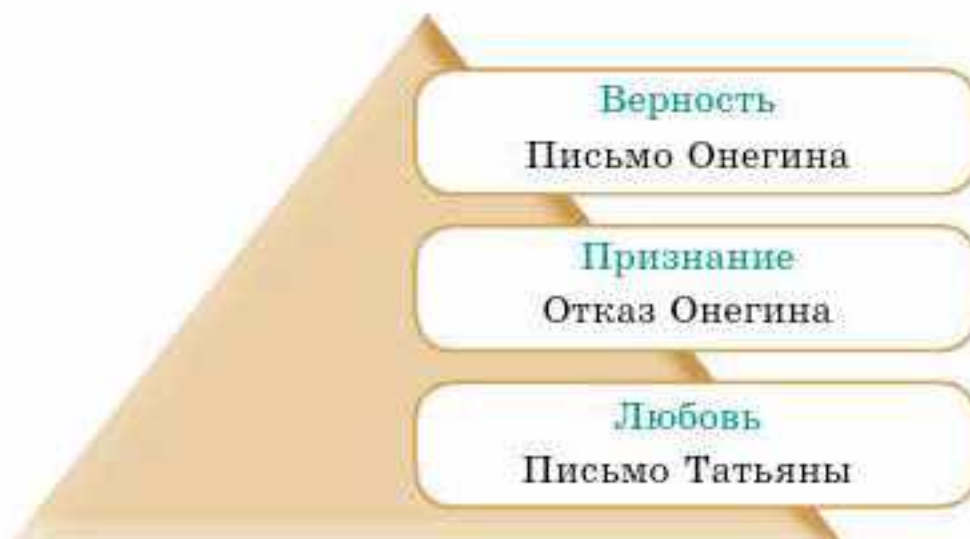 Верность
Письмо Онегина
Признание
Отказ Онегина
Любовь
Письмо Татьяны